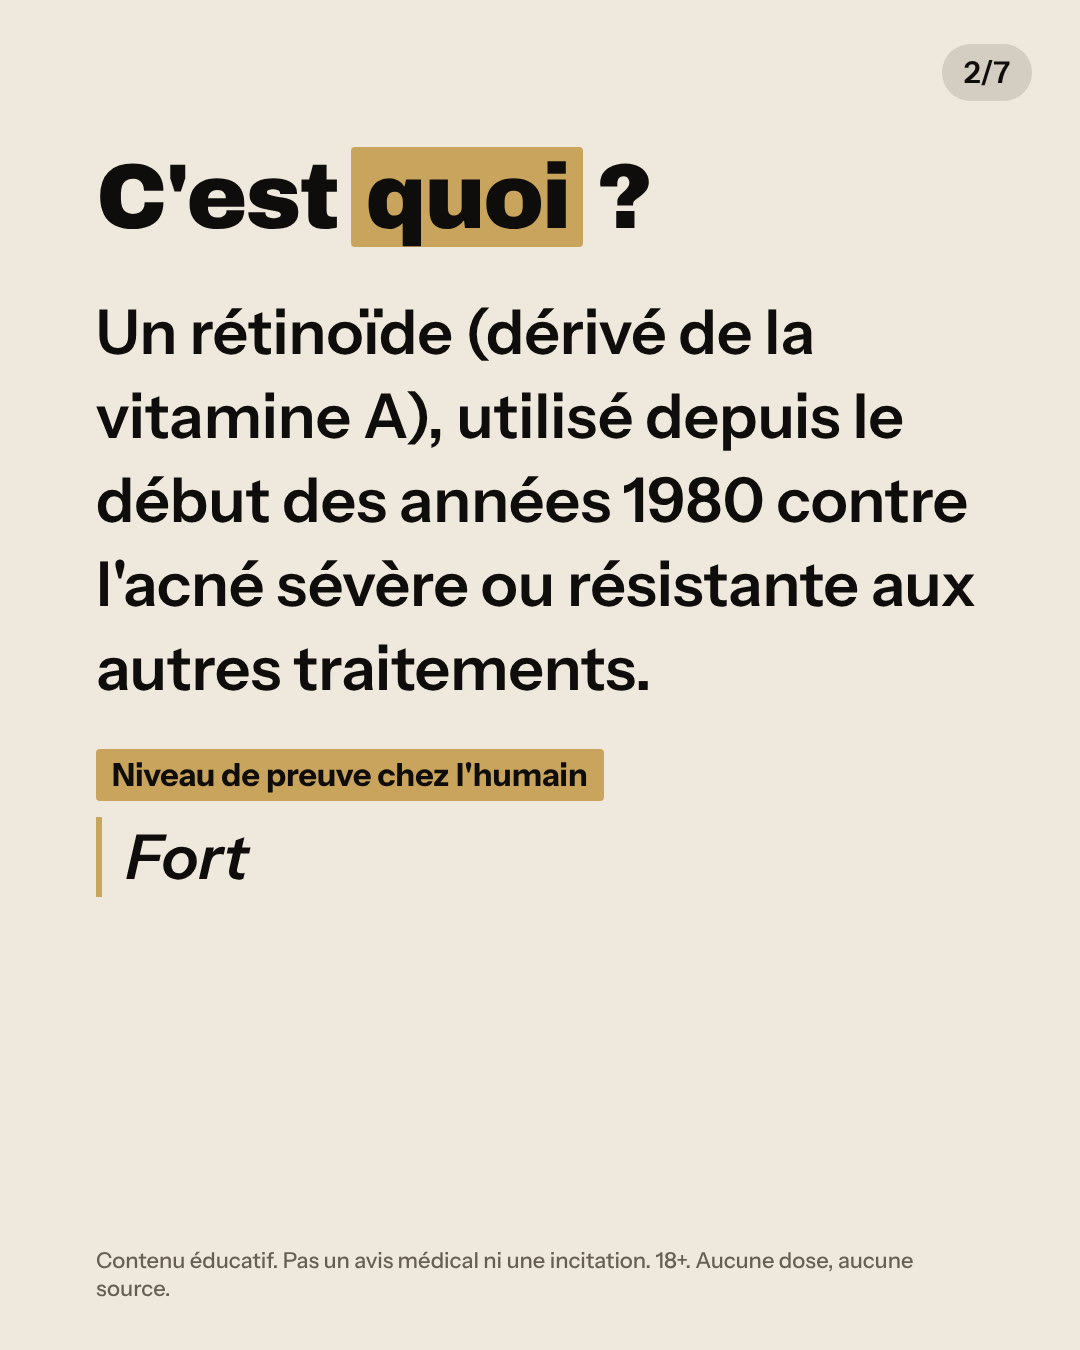 2/7
C'est quoi ?
Un rétinoïde (dérivé de la
vitamine A), utilisé depuis le
début des années 1980 contre
l'acné sévère ou résistante aux
autres traitements.
Niveau de preuve chez l'humain
Fort
Contenu éducatif. Pas un avis médical ni une incitation. 18+. Aucune dose, aucune
source.